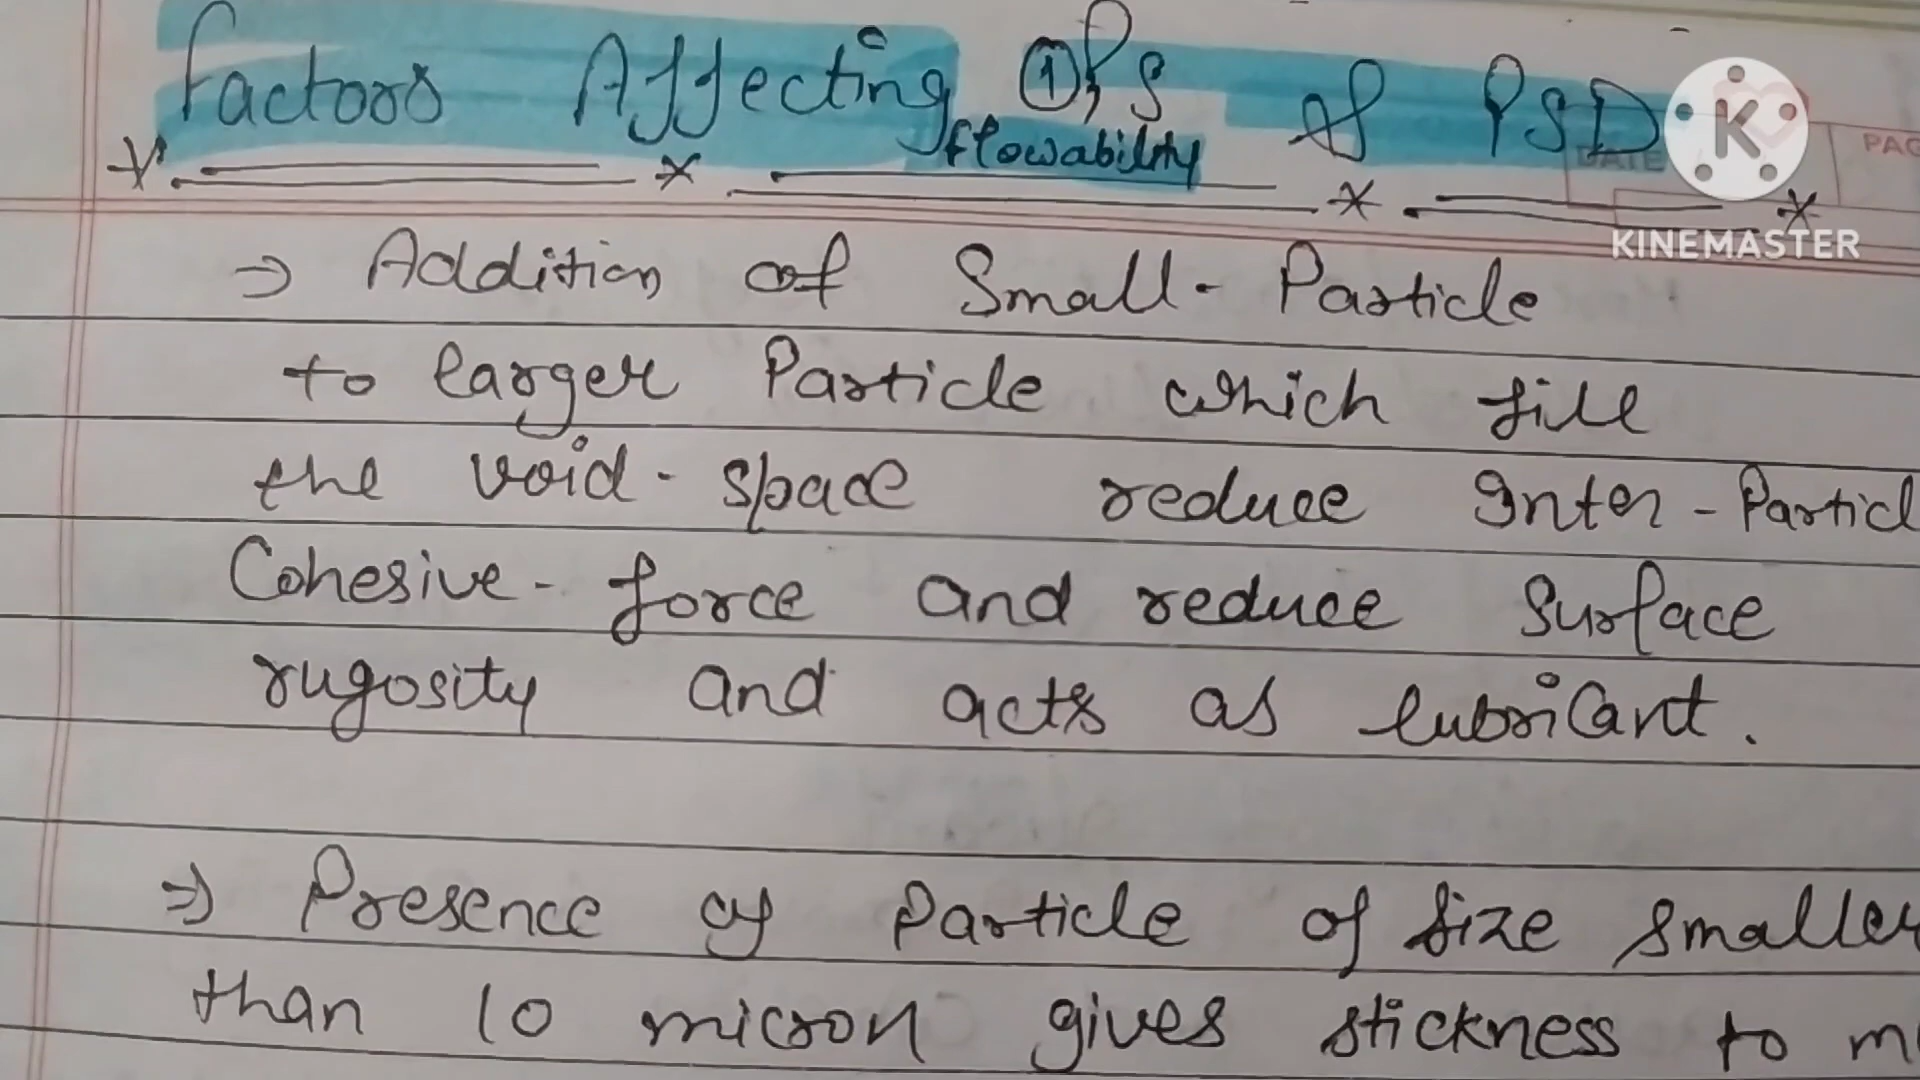 Factors Affecting ① PS & PSD
flowability
DATE
PAG
KINEMASTER
⇒ Addition of Small-Particle
to larger Particle which fill
the void-space reduce Inter-Particl
Cohesive-force and reduce Surface
rugosity and acts as lubricant.
⇒ Presence of Particle of size smaller
than 10 micron gives stickness to m